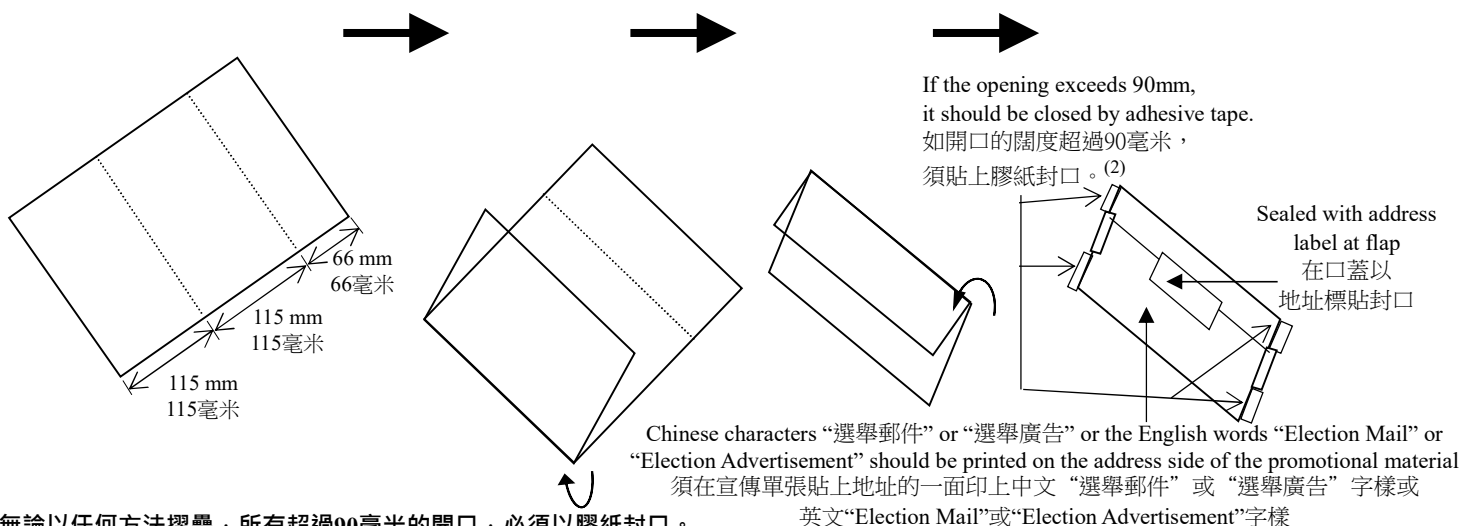 If the opening exceeds 90mm,
it should be closed by adhesive tape.
如開口的闊度超過90毫米，
須貼上膠紙封口。(2)
Sealed with address
label at flap
在口蓋以
地址標貼封口
66 mm
66毫米
115 mm
115毫米
115 mm
115毫米
Chinese characters “選舉郵件” or “選舉廣告” or the English words “Election Mail” or
“Election Advertisement” should be printed on the address side of the promotional material
須在宣傳單張貼上地址的一面印上中文“選舉郵件”或“選舉廣告”字樣或
英文“Election Mail”或“Election Advertisement”字樣
無論以任何方法摺疊，所有超過90毫米的開口，必須以膠紙封口。